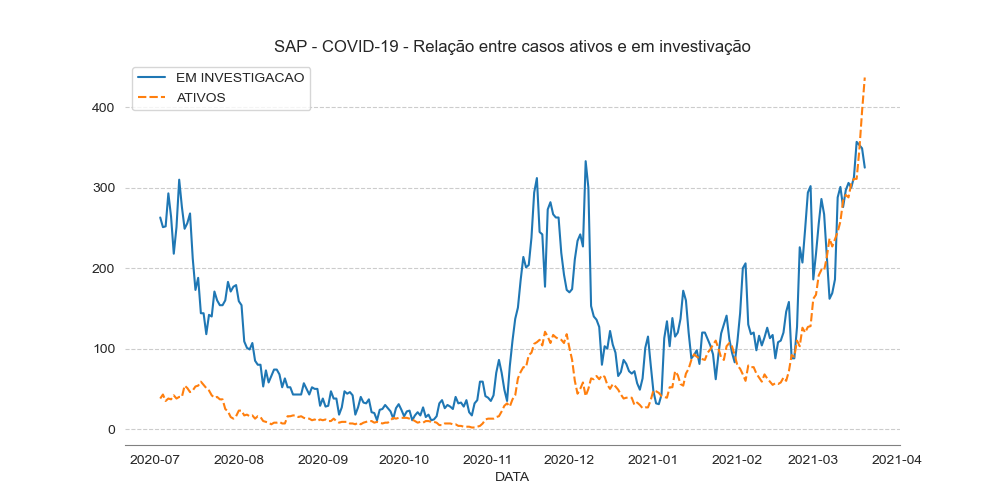 SAP - COVID-19 - Relação entre casos ativos e em investivação
EM INVESTIGACAO
ATIVOS
400
300
200
100
0
2020-07 2020-08 2020-09 2020-10 2020-11 2020-12 2021-01 2021-02 2021-03 2021-04
DATA